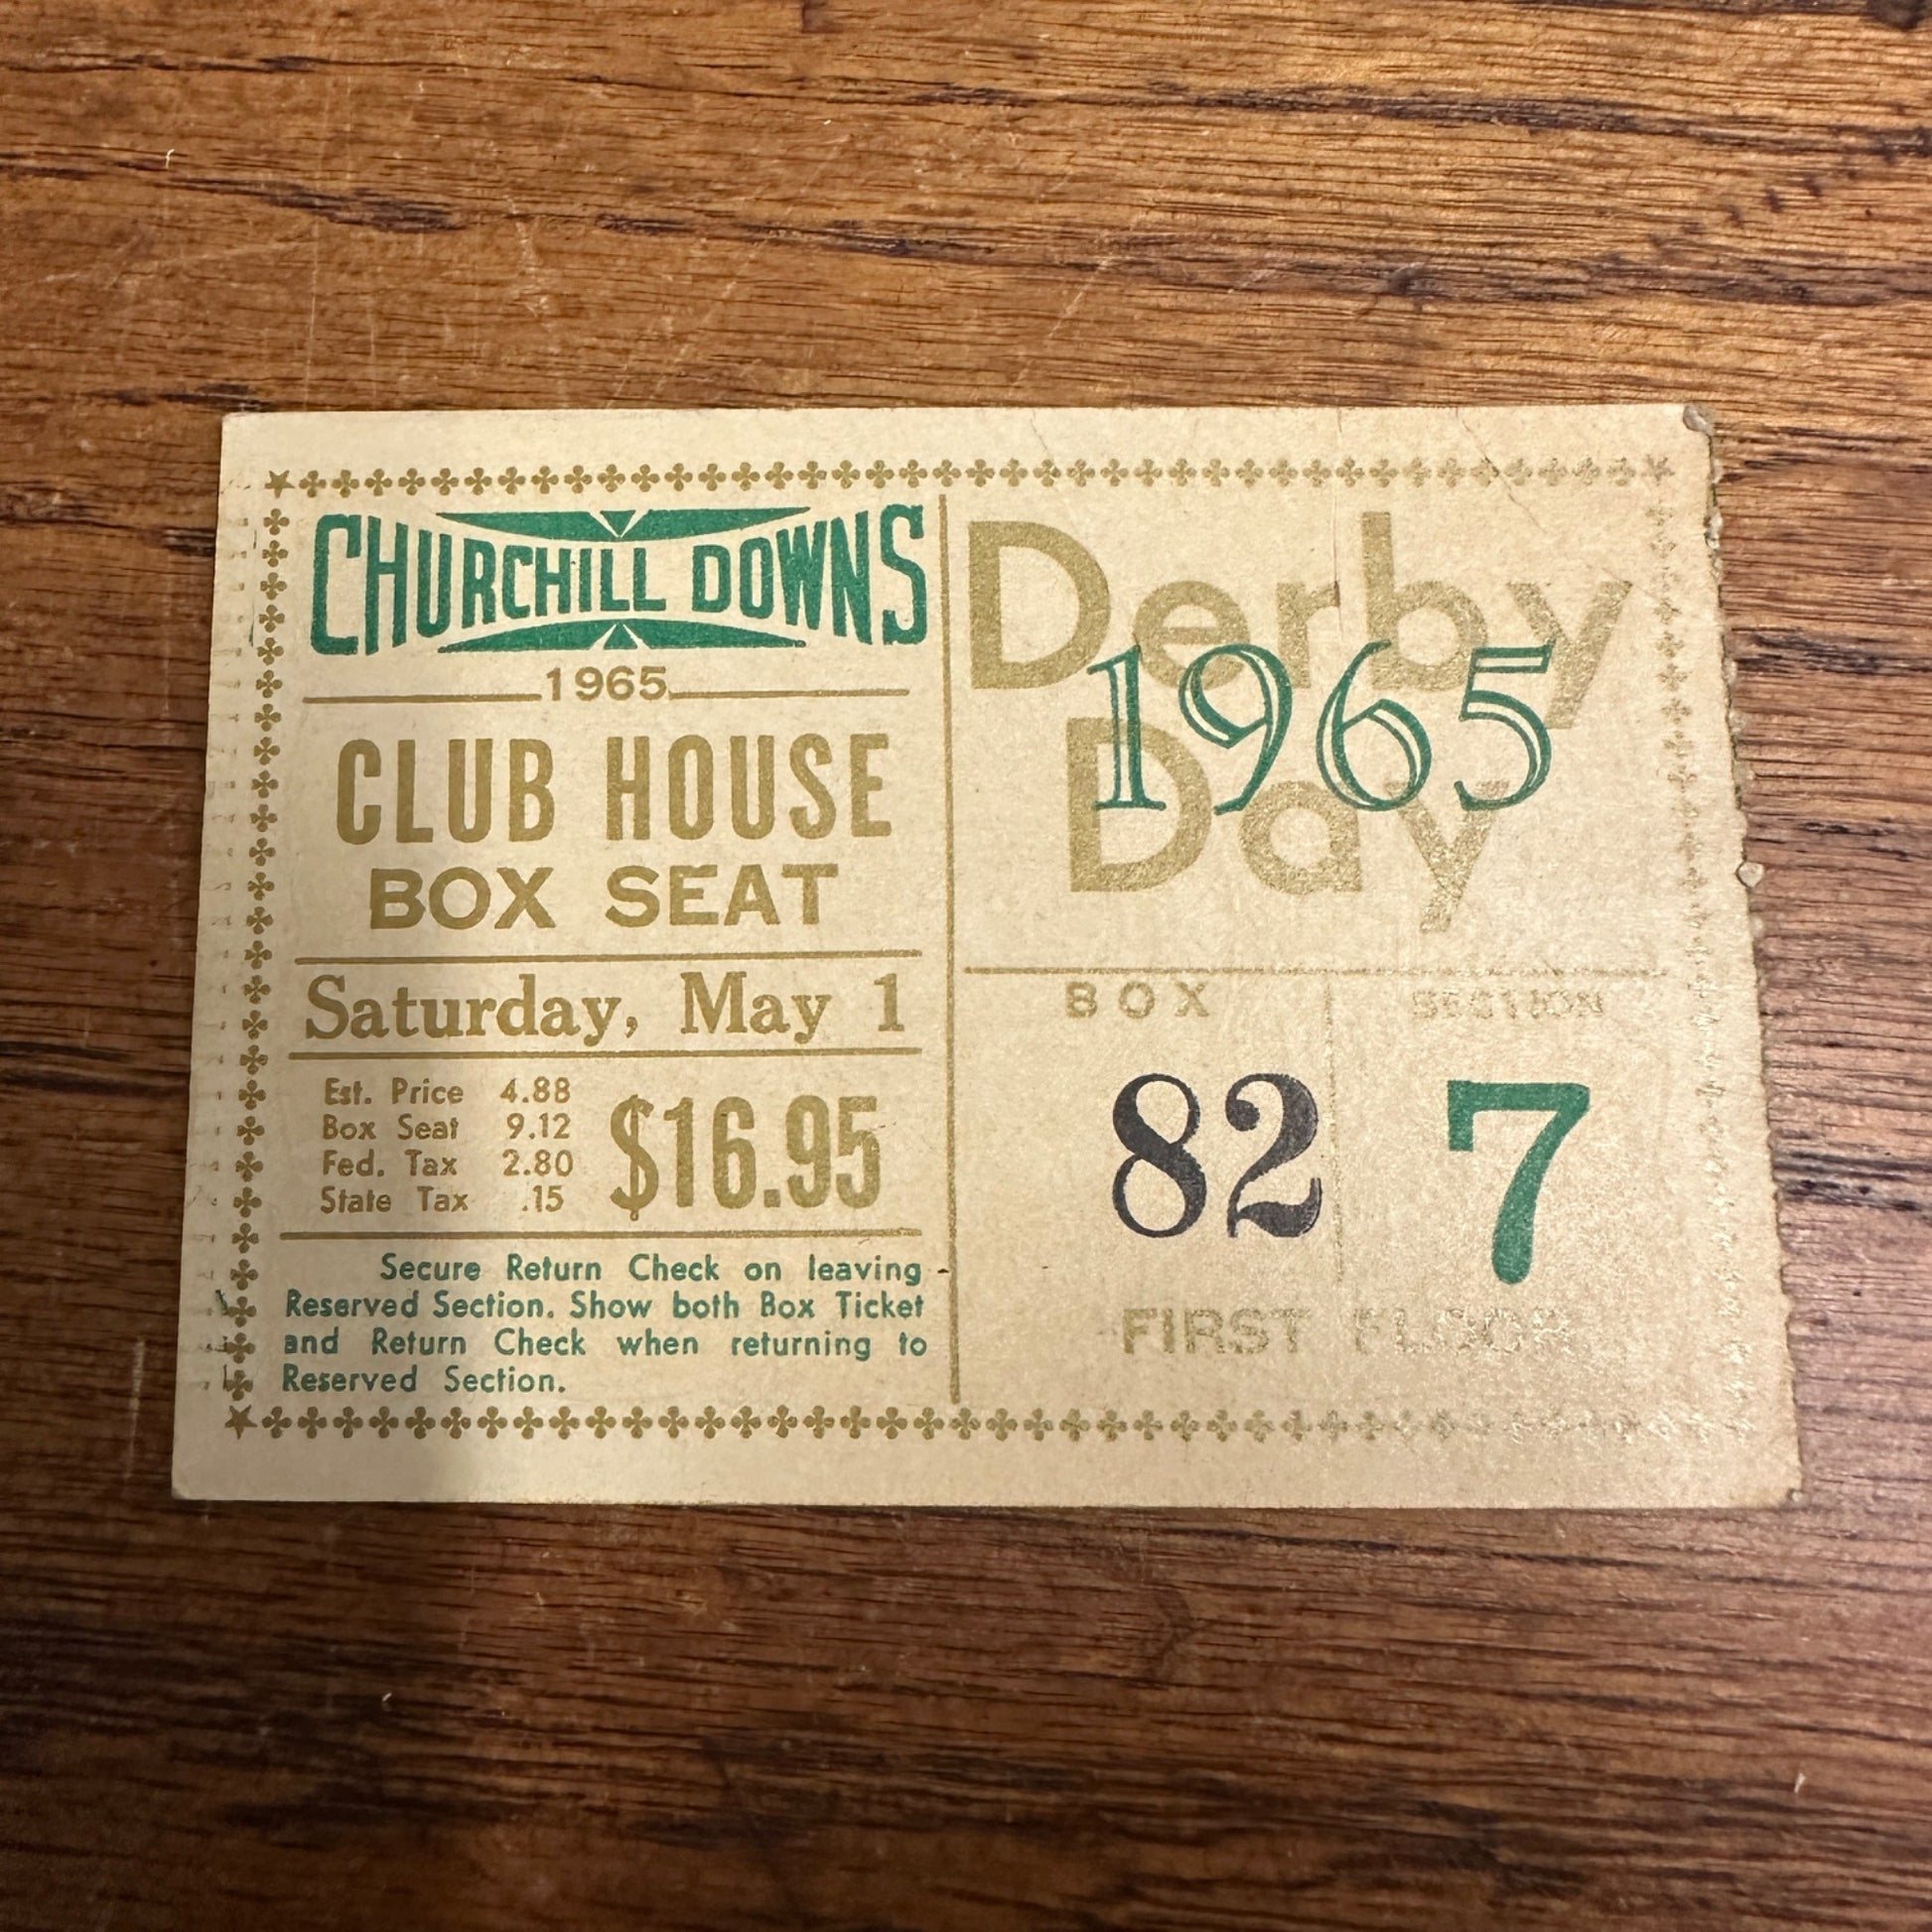 CHURCHILL DOWNS
1965
CLUB HOUSE
BOX SEAT
Saturday, May 1
Est. Price 4.88
Box Seat 9.12
Fed. Tax 2.80
State Tax .15
$16.95
Secure Return Check on leaving
Reserved Section. Show both Box Ticket
and Return Check when returning to
Reserved Section.
Derby
1965
Day
BOX SECTION
82 7
FIRST FLOOR